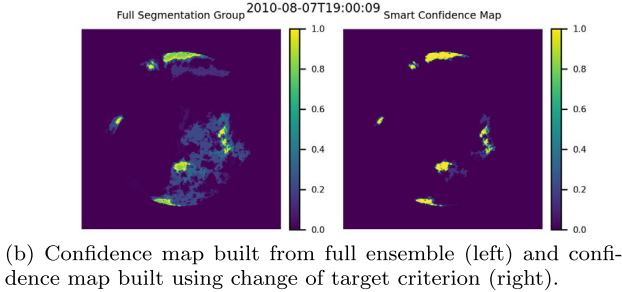 2010-08-07T19:00:09
Full Segmentation Group
Smart Confidence Map
1.0
0.8
0.6
0.4
0.2
0.0
1.0
0.8
0.6
0.4
0.2
0.0
(b) Confidence map built from full ensemble (left) and confi-
dence map built using change of target criterion (right).